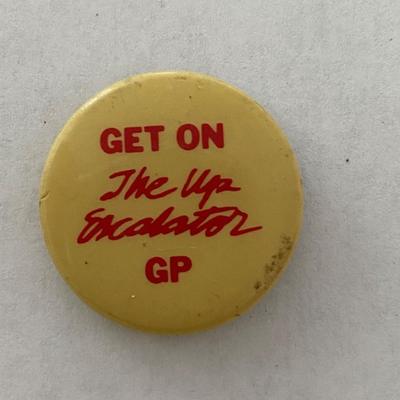 GET ON
The Up
Escalator
GP